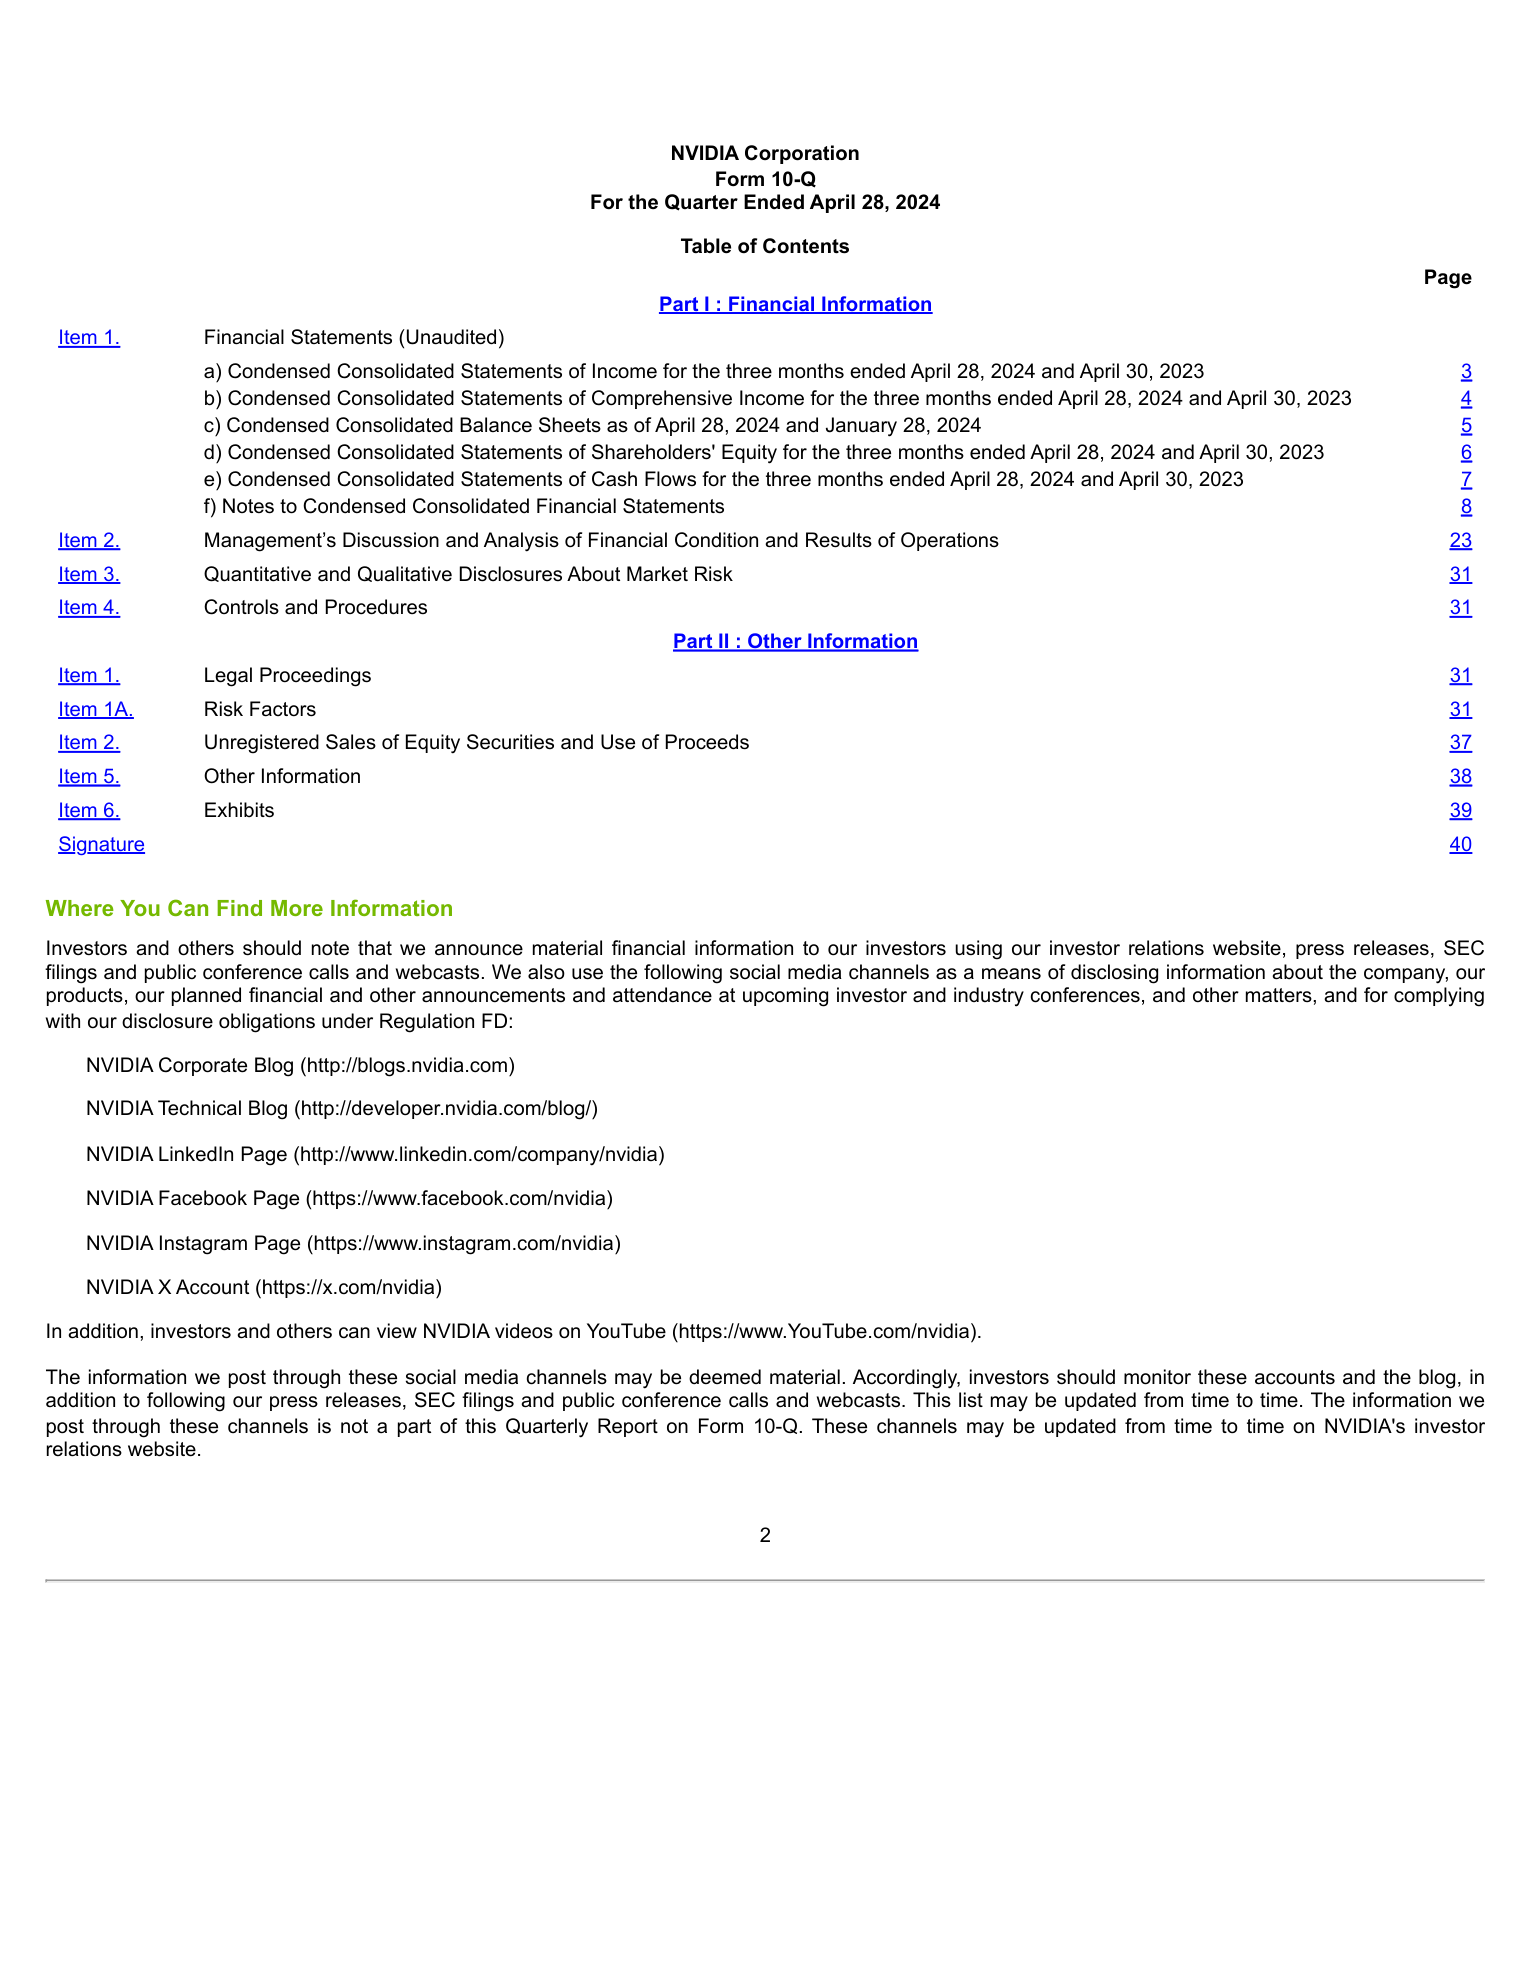 NVIDIA Corporation
Form 10-Q
For the Quarter Ended April 28, 2024
Table of Contents
Page
Part I : Financial Information
Item 1. Financial Statements (Unaudited)
a) Condensed Consolidated Statements of Income for the three months ended April 28, 2024 and April 30, 2023 3
b) Condensed Consolidated Statements of Comprehensive Income for the three months ended April 28, 2024 and April 30, 2023 4
c) Condensed Consolidated Balance Sheets as of April 28, 2024 and January 28, 2024 5
d) Condensed Consolidated Statements of Shareholders' Equity for the three months ended April 28, 2024 and April 30, 2023 6
e) Condensed Consolidated Statements of Cash Flows for the three months ended April 28, 2024 and April 30, 2023 7
f) Notes to Condensed Consolidated Financial Statements 8
Item 2. Management’s Discussion and Analysis of Financial Condition and Results of Operations 23
Item 3. Quantitative and Qualitative Disclosures About Market Risk 31
Item 4. Controls and Procedures 31
Part II : Other Information
Item 1. Legal Proceedings 31
Item 1A. Risk Factors 31
Item 2. Unregistered Sales of Equity Securities and Use of Proceeds 37
Item 5. Other Information 38
Item 6. Exhibits 39
Signature 40
Where You Can Find More Information
Investors and others should note that we announce material financial information to our investors using our investor relations website, press releases, SEC
filings and public conference calls and webcasts. We also use the following social media channels as a means of disclosing information about the company, our
products, our planned financial and other announcements and attendance at upcoming investor and industry conferences, and other matters, and for complying
with our disclosure obligations under Regulation FD:
NVIDIA Corporate Blog (http://blogs.nvidia.com)
NVIDIA Technical Blog (http://developer.nvidia.com/blog/)
NVIDIA LinkedIn Page (http://www.linkedin.com/company/nvidia)
NVIDIA Facebook Page (https://www.facebook.com/nvidia)
NVIDIA Instagram Page (https://www.instagram.com/nvidia)
NVIDIA X Account (https://x.com/nvidia)
In addition, investors and others can view NVIDIA videos on YouTube (https://www.YouTube.com/nvidia).
The information we post through these social media channels may be deemed material. Accordingly, investors should monitor these accounts and the blog, in
addition to following our press releases, SEC filings and public conference calls and webcasts. This list may be updated from time to time. The information we
post through these channels is not a part of this Quarterly Report on Form 10-Q. These channels may be updated from time to time on NVIDIA's investor
relations website.
2